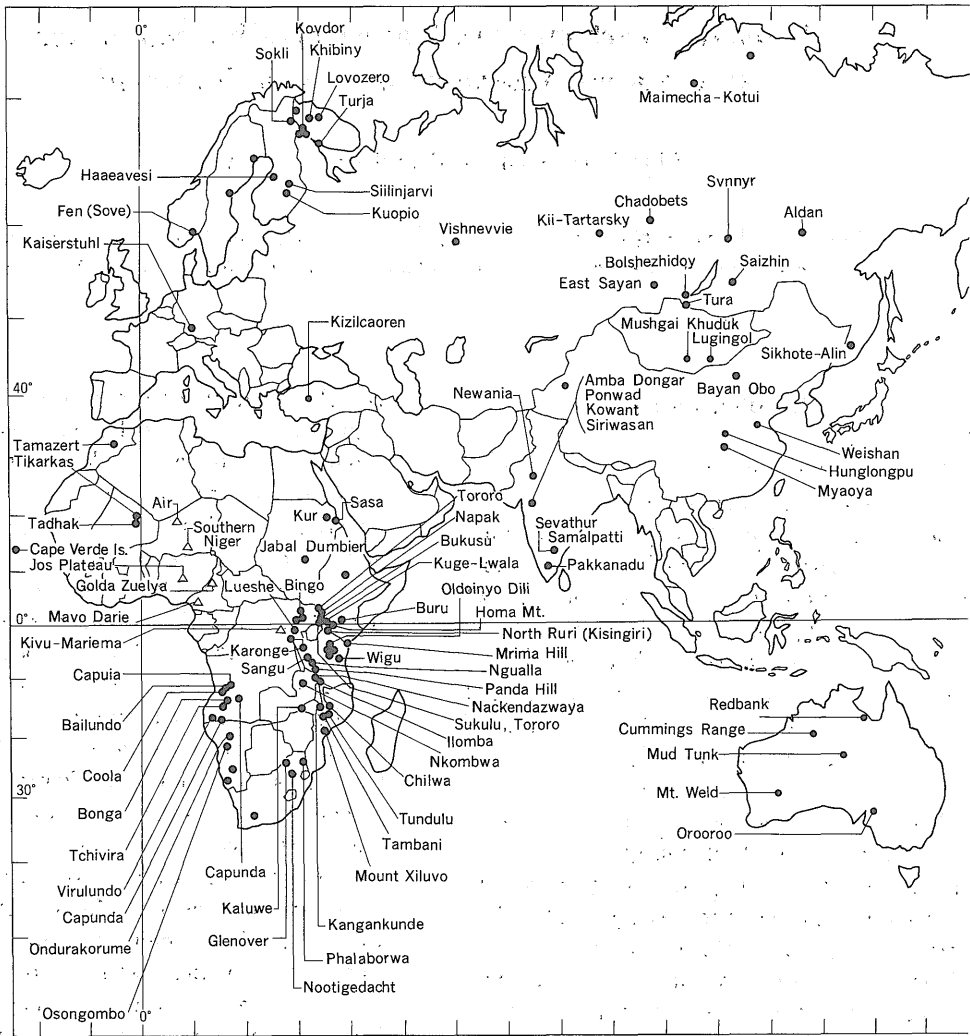 0°
Kovdor
Sokli
Khibiny
Lovozero
Turja
Maimecha-Kotui
Haaeavesi
Siilinjarvi
Kuopio
Fen (Sove)
Kaiserstuhl
Vishnevvie
Kii-Tartarsky
Chadobets
Svnnyr
Aldan
Bolshezhidoy
East Sayan
Saizhin
Tura
Kizilcaoren
Mushgai Khuduk
Lugingol
Sikhote-Alin
40°
Newania
Amba Dongar
Ponwad
Kowant
Siriwasan
Bayan Obo
Weishan
Hunglongpu
Myaoya
Tamazert
Tikarkas
Air
Sasa
Tororo
Tadhak
Southern
Niger
Kur
Napak
Sevathur
Samalpatti
Cape Verde Is.
Jabal Dumbier
Bukusu
Pakkanadu
Jos Plateau
Kuge-Lwala
Golda Zuelya
Lueshe
Bingo
Oldoinyo Dili
Mavo Darie
Buru
Homa Mt.
0°
Kivu-Mariema
North Ruri (Kisingiri)
Karonge
Mrima Hill
Sangu
Wigu
Ngualla
Capuia
Panda Hill
Nackendazwaya
Bailundo
Sukulu, Tororo
Ilomba
Nkombwa
Coola
Chilwa
Redbank
Cummings Range
Mud Tunk
Mt. Weld
Orooroo
30°
Bonga
Tundulu
Tchivira
Tambani
Virulundo
Capunda
Mount Xiluvo
Capunda
Kaluwe
Kangankunde
Ondurakorume
Glenover
Phalaborwa
Nootigedacht
Osongombo
0°